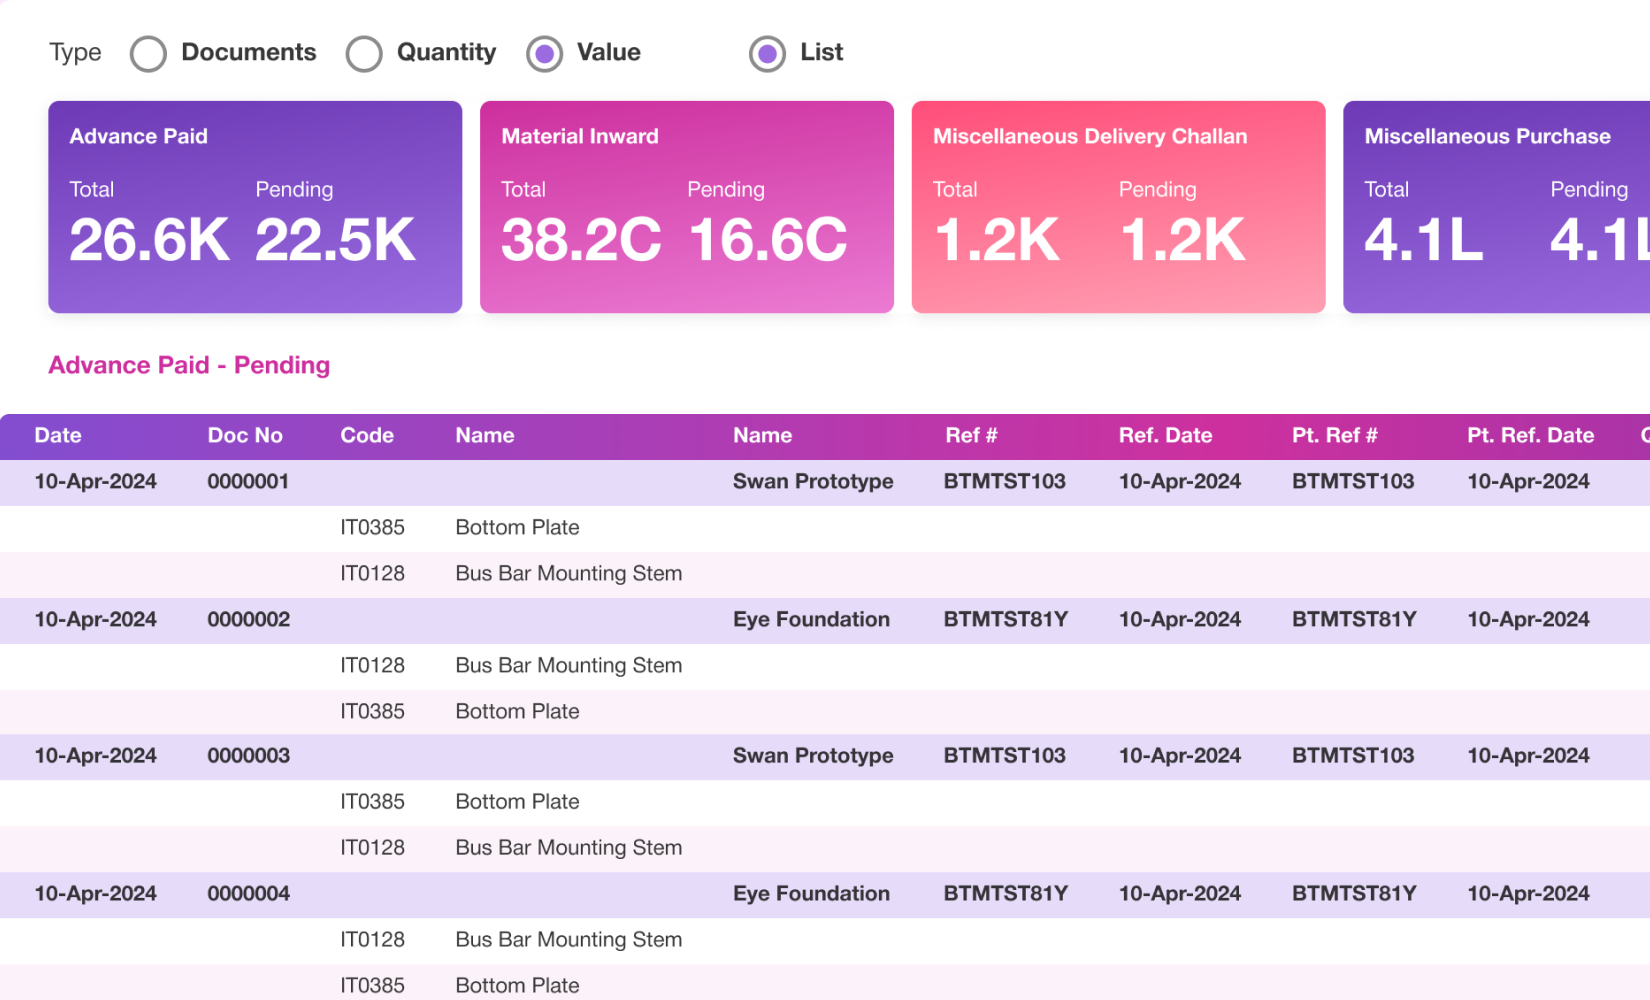 Type Documents Quantity Value List
Advance Paid
Total Pending
26.6K 22.5K
Material Inward
Total Pending
38.2C 16.6C
Miscellaneous Delivery Challan
Total Pending
1.2K 1.2K
Miscellaneous Purchase
Total Pending
4.1L 4.1L
Advance Paid - Pending
Date Doc No Code Name Name Ref # Ref. Date Pt. Ref # Pt. Ref. Date
10-Apr-2024 0000001 Swan Prototype BTMTST103 10-Apr-2024 BTMTST103 10-Apr-2024
IT0385 Bottom Plate
IT0128 Bus Bar Mounting Stem
10-Apr-2024 0000002 Eye Foundation BTMTST81Y 10-Apr-2024 BTMTST81Y 10-Apr-2024
IT0128 Bus Bar Mounting Stem
IT0385 Bottom Plate
10-Apr-2024 0000003 Swan Prototype BTMTST103 10-Apr-2024 BTMTST103 10-Apr-2024
IT0385 Bottom Plate
IT0128 Bus Bar Mounting Stem
10-Apr-2024 0000004 Eye Foundation BTMTST81Y 10-Apr-2024 BTMTST81Y 10-Apr-2024
IT0128 Bus Bar Mounting Stem
IT0385 Bottom Plate